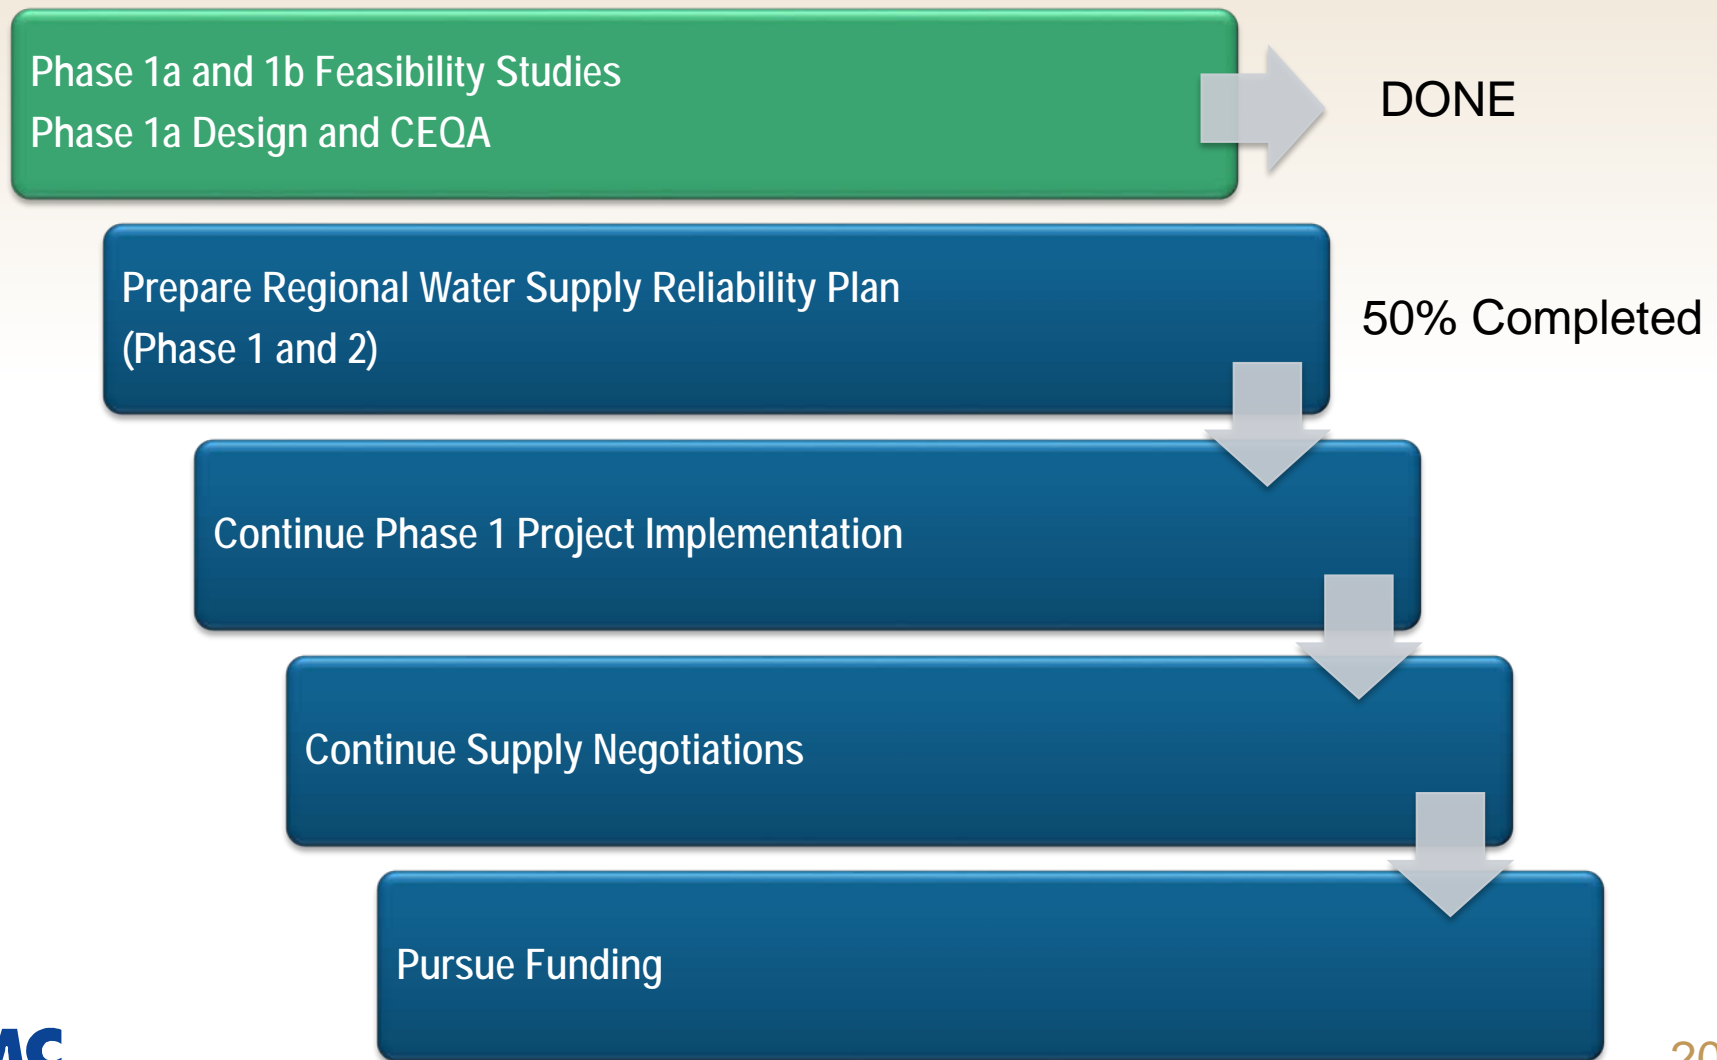 Phase 1a and 1b Feasibility Studies
Phase 1a Design and CEQA
DONE
Prepare Regional Water Supply Reliability Plan
(Phase 1 and 2)
50% Completed
Continue Phase 1 Project Implementation
Continue Supply Negotiations
Pursue Funding